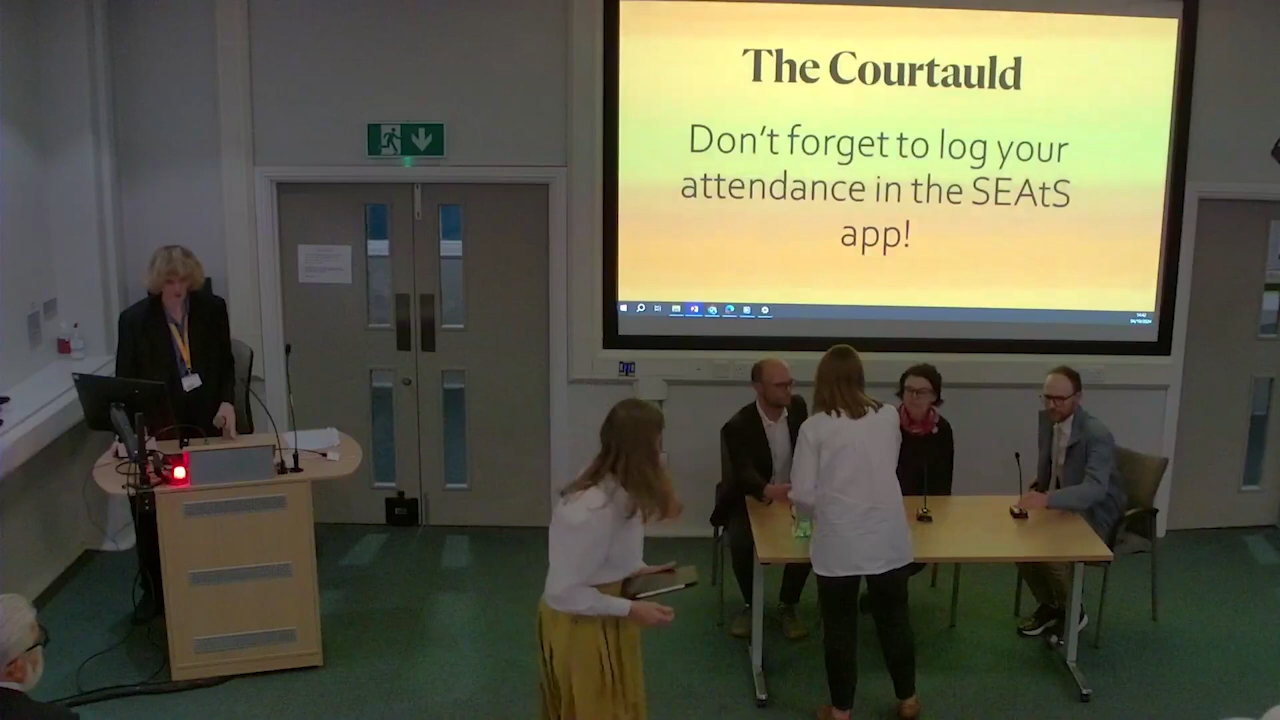 The Courtauld
Don't forget to log your
attendance in the SEAtS
app!